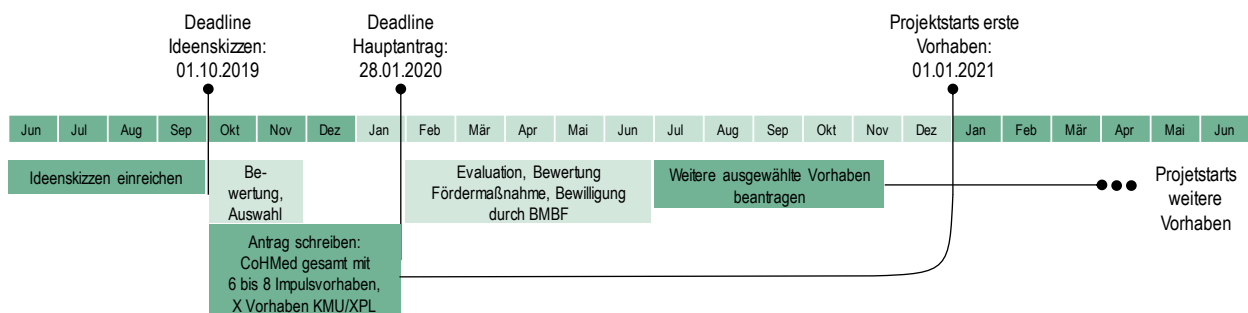 Deadline
Ideenskizzen:
01.10.2019
Deadline
Hauptantrag:
28.01.2020
Projektstarts erste
Vorhaben:
01.01.2021
Jun Jul Aug Sep Okt Nov Dez Jan Feb Mär Apr Mai Jun Jul Aug Sep Okt Nov Dez Jan Feb Mär Apr Mai Jun
Ideenskizzen einreichen
Be-
wertung,
Auswahl
Evaluation, Bewertung
Fördermaßnahme, Bewilligung
durch BMBF
Weitere ausgewählte Vorhaben
beantragen
Projetstarts
weitere
Vorhaben
Antrag schreiben:
CoHMed gesamt mit
6 bis 8 Impulsvorhaben,
X Vorhaben KMU/XPL